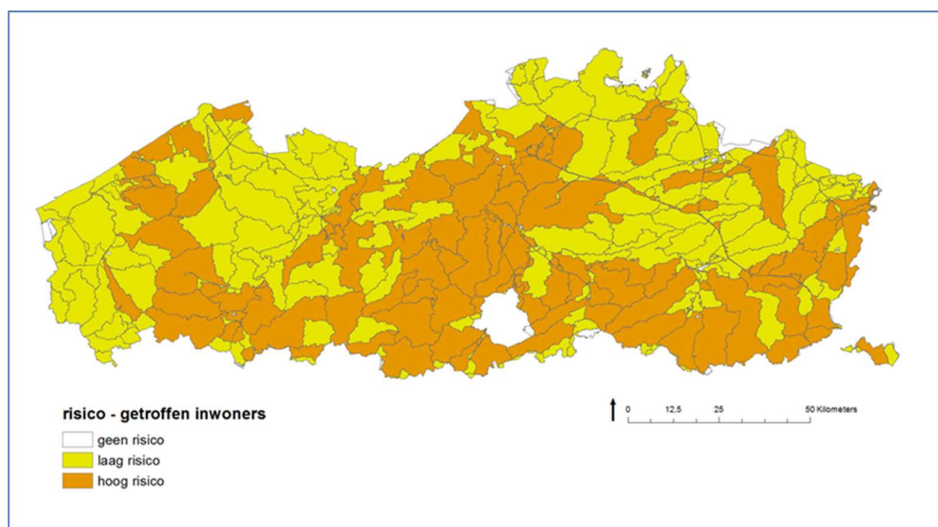 risico - getroffen inwoners
geen risico
laag risico
hoog risico
0 12,5 25 50 Kilometers